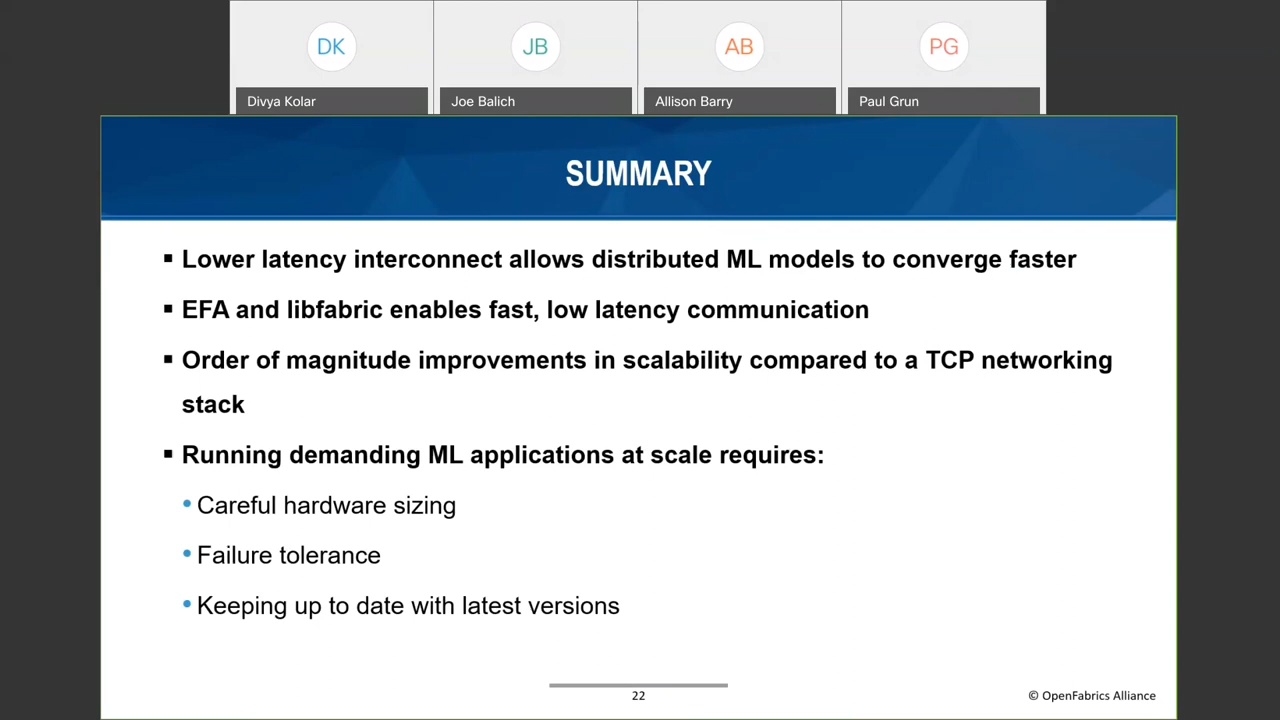 DK
JB
AB
PG
Divya Kolar
Joe Balich
Allison Barry
Paul Grun
SUMMARY
▪ Lower latency interconnect allows distributed ML models to converge faster
▪ EFA and libfabric enables fast, low latency communication
▪ Order of magnitude improvements in scalability compared to a TCP networking
stack
▪ Running demanding ML applications at scale requires:
• Careful hardware sizing
• Failure tolerance
• Keeping up to date with latest versions
22
© OpenFabrics Alliance